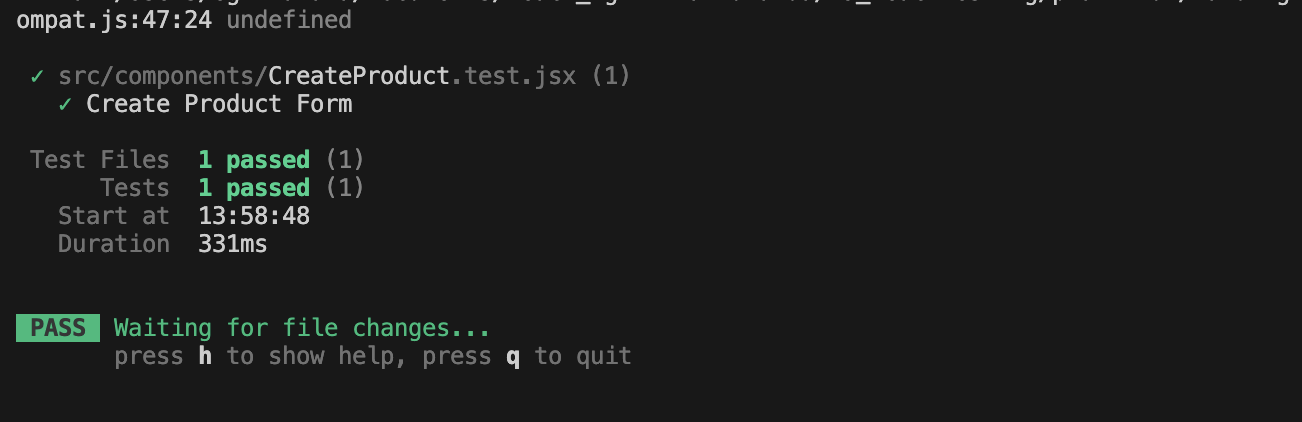 ompat.js:47:24 undefined
✓ src/components/CreateProduct.test.jsx (1)
✓ Create Product Form
Test Files 1 passed (1)
Tests 1 passed (1)
Start at 13:58:48
Duration 331ms
PASS Waiting for file changes...
press h to show help, press q to quit